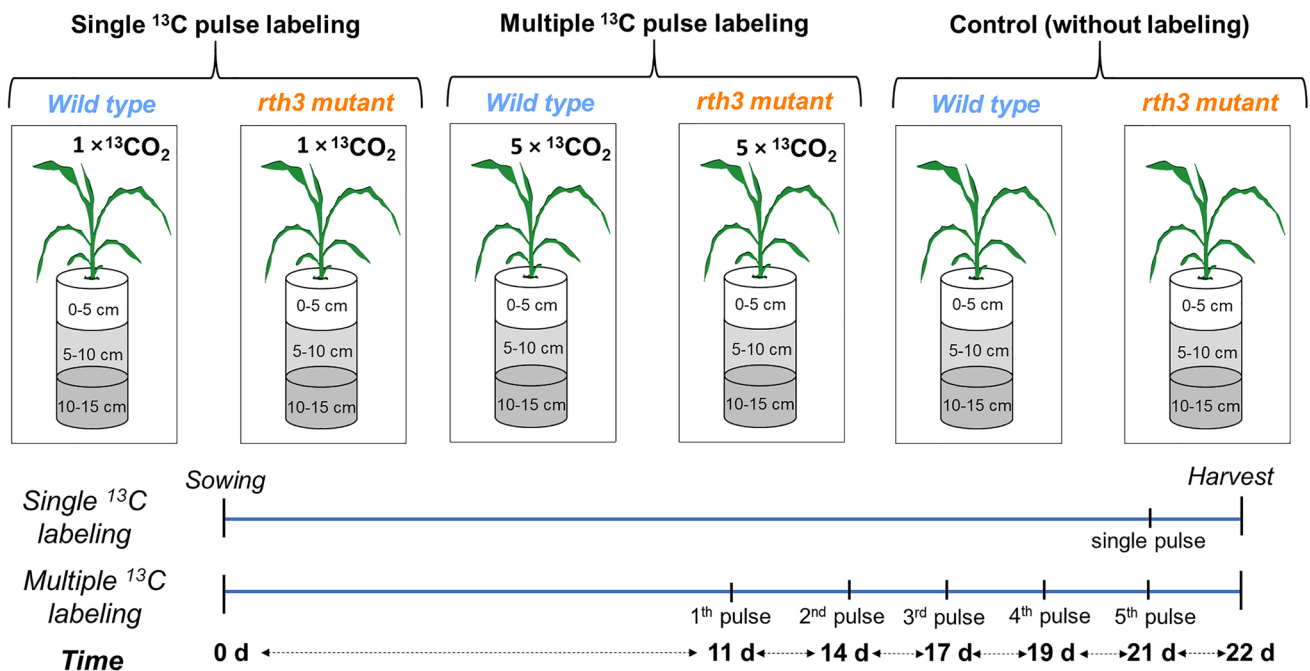 Single ¹³C pulse labeling
Multiple ¹³C pulse labeling
Control (without labeling)
Wild type
rth3 mutant
Wild type
rth3 mutant
Wild type
rth3 mutant
1 × ¹³CO₂
1 × ¹³CO₂
5 × ¹³CO₂
5 × ¹³CO₂
0-5 cm
5-10 cm
10-15 cm
0-5 cm
5-10 cm
10-15 cm
0-5 cm
5-10 cm
10-15 cm
0-5 cm
5-10 cm
10-15 cm
0-5 cm
5-10 cm
10-15 cm
0-5 cm
5-10 cm
10-15 cm
Sowing
Harvest
Single ¹³C
labeling
single pulse
Multiple ¹³C
labeling
1ᵗʰ pulse
2ⁿᵈ pulse
3ʳᵈ pulse
4ᵗʰ pulse
5ᵗʰ pulse
Time
0 d
11 d
14 d
17 d
19 d
21 d
22 d